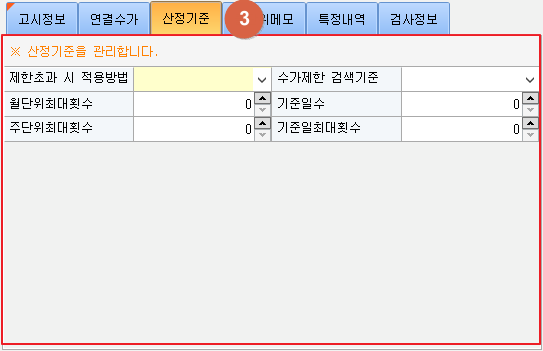 고시정보 연결수가 산정기준 3 위메모 특정내역 검사정보
※ 산정기준을 관리합니다.
제한초과 시 적용방법 수가제한 검색기준
월단위최대횟수 0 기준일수 0
주단위최대횟수 0 기준일최대횟수 0